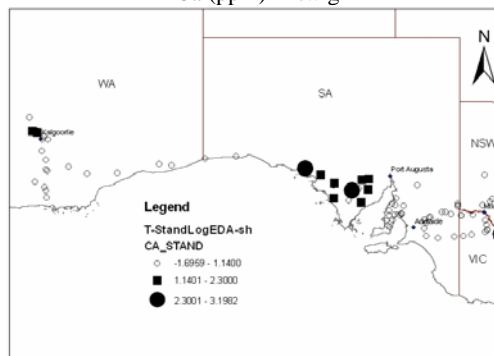 N
WA
SA
Kalgoorlie
Port Augusta
NSW
Adelaide
VIC
Legend
T-StandLogEDA-sh
CA_STAND
-1.6959 - 1.1400
1.1401 - 2.3000
2.3001 - 3.1982